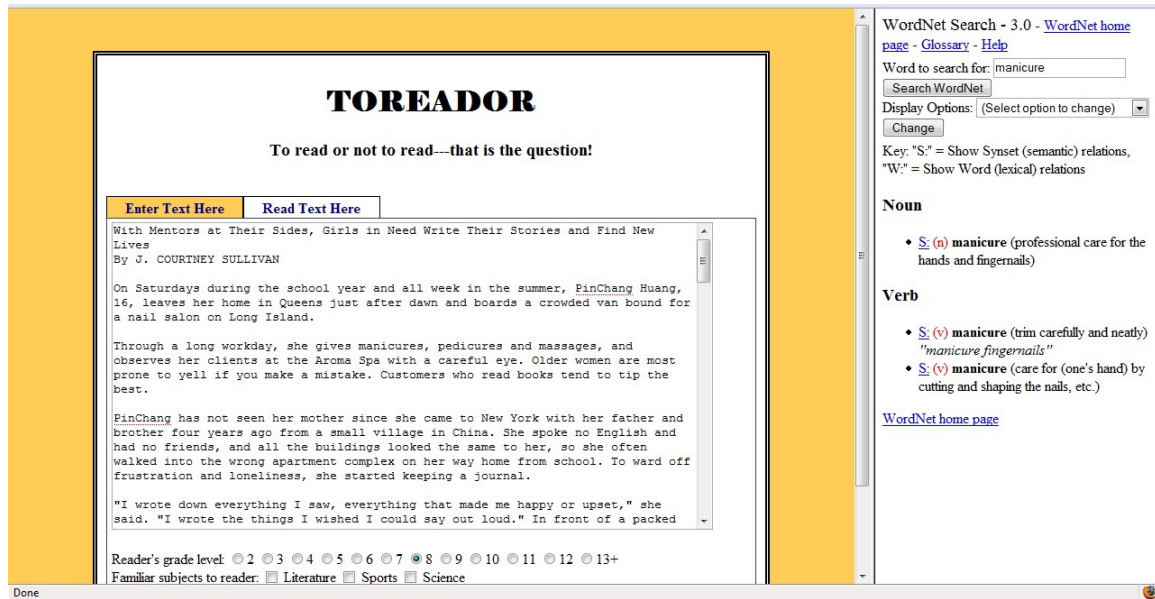 TOREADOR
To read or not to read---that is the question!
Enter Text Here
Read Text Here
With Mentors at Their Sides, Girls in Need Write Their Stories and Find New
Lives
By J. COURTNEY SULLIVAN
On Saturdays during the school year and all week in the summer, PinChang Huang,
16, leaves her home in Queens just after dawn and boards a crowded van bound for
a nail salon on Long Island.
Through a long workday, she gives manicures, pedicures and massages, and
observes her clients at the Aroma Spa with a careful eye. Older women are most
prone to yell if you make a mistake. Customers who read books tend to tip the
best.
PinChang has not seen her mother since she came to New York with her father and
brother four years ago from a small village in China. She spoke no English and
had no friends, and all the buildings looked the same to her, so she often
walked into the wrong apartment complex on her way home from school. To ward off
frustration and loneliness, she started keeping a journal.
"I wrote down everything I saw, everything that made me happy or upset," she
said. "I wrote the things I wished I could say out loud." In front of a packed
Reader's grade level: 2 3 4 5 6 7 8 9 10 11 12 13+
Familiar subjects to reader: Literature Sports Science
WordNet Search - 3.0 - WordNet home
page - Glossary - Help
Word to search for: manicure
Search WordNet
Display Options: (Select option to change)
Change
Key: "S:" = Show Synset (semantic) relations,
"W:" = Show Word (lexical) relations
Noun
S: (n) manicure (professional care for the
hands and fingernails)
Verb
S: (v) manicure (trim carefully and neatly)
"manicure fingernails"
S: (v) manicure (care for (one's hand) by
cutting and shaping the nails, etc.)
WordNet home page
Done